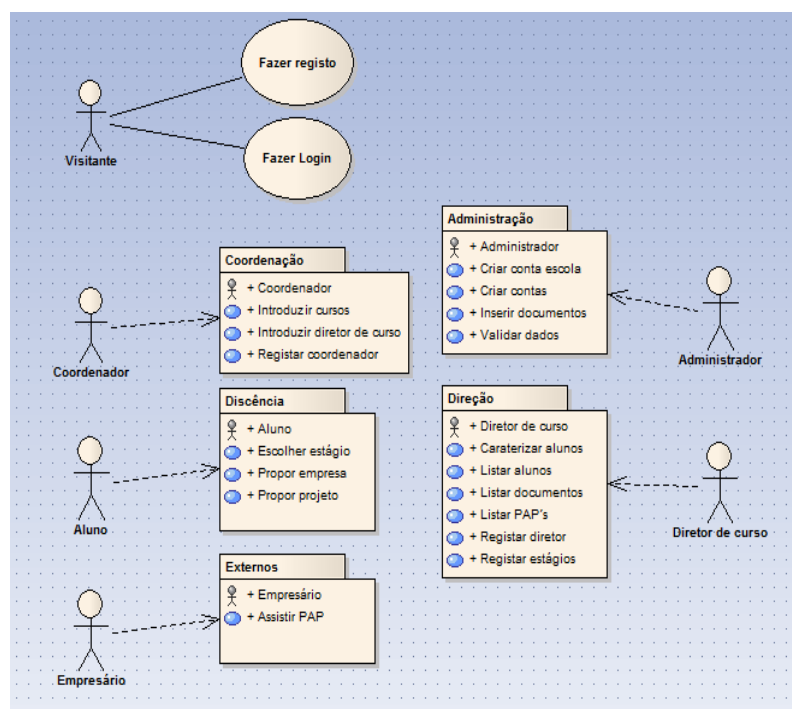 Fazer registo
Visitante
Fazer Login
Administração
+ Administrador
+ Criar conta escola
+ Criar contas
+ Inserir documentos
+ Validar dados
Administrador
Coordenação
+ Coordenador
+ Introduzir cursos
+ Introduzir diretor de curso
+ Registar coordenador
Coordenador
Discência
+ Aluno
+ Escolher estágio
+ Propor empresa
+ Propor projeto
Aluno
Direção
+ Diretor de curso
+ Caraterizar alunos
+ Listar alunos
+ Listar documentos
+ Listar PAP´s
+ Registar diretor
+ Registar estágios
Diretor de curso
Externos
+ Empresário
+ Assistir PAP
Empresário